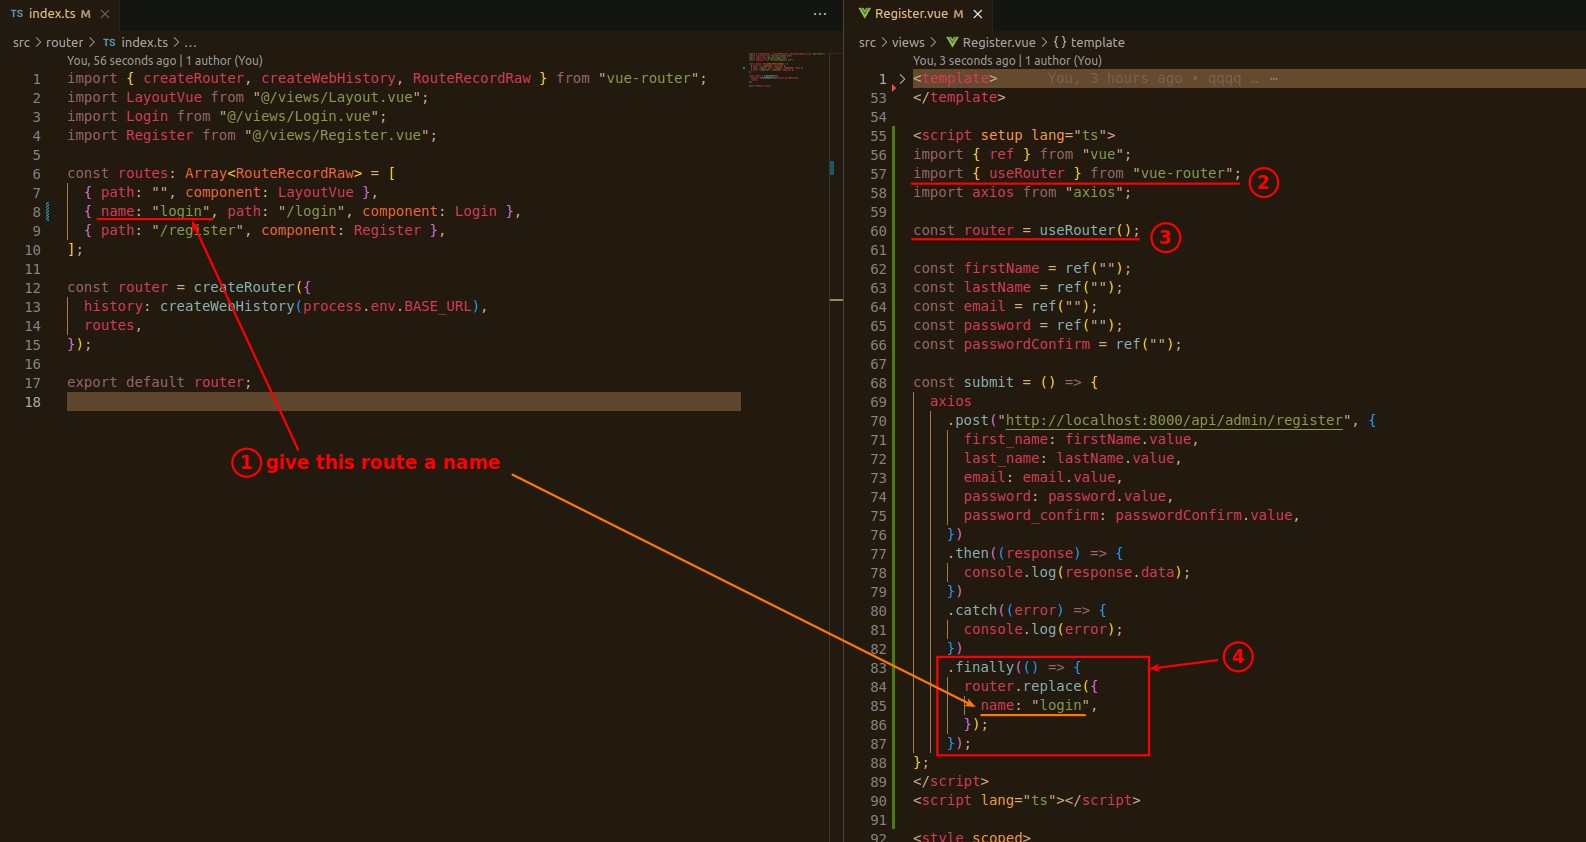 TS index.ts M ×
···
src > router > TS index.ts > ...
You, 56 seconds ago | 1 author (You)
1 import { createRouter, createWebHistory, RouteRecordRaw } from "vue-router";
2 import LayoutVue from "@/views/Layout.vue";
3 import Login from "@/views/Login.vue";
4 import Register from "@/views/Register.vue";
5
6 const routes: Array<RouteRecordRaw> = [
7 { path: "", component: LayoutVue },
8 { name: "login", path: "/login", component: Login },
9 { path: "/register", component: Register },
10 ];
11
12 const router = createRouter({
13 history: createWebHistory(process.env.BASE_URL),
14 routes,
15 });
16
17 export default router;
18
① give this route a name
Register.vue M ×
src > views > Register.vue > {} template
You, 3 seconds ago | 1 author (You)
1 > <template> You, 3 hours ago • qqqq … ⋯
53 </template>
54
55 <script setup lang="ts">
56 import { ref } from "vue";
57 import { useRouter } from "vue-router"; ②
58 import axios from "axios";
59
60 const router = useRouter(); ③
61
62 const firstName = ref("");
63 const lastName = ref("");
64 const email = ref("");
65 const password = ref("");
66 const passwordConfirm = ref("");
67
68 const submit = () => {
69 axios
70 .post("http://localhost:8000/api/admin/register", {
71 first_name: firstName.value,
72 last_name: lastName.value,
73 email: email.value,
74 password: password.value,
75 password_confirm: passwordConfirm.value,
76 })
77 .then((response) => {
78 console.log(response.data);
79 })
80 .catch((error) => {
81 console.log(error);
82 })
83 .finally(() => { ④
84 router.replace({
85 name: "login",
86 });
87 });
88 };
89 </script>
90 <script lang="ts"></script>
91
92 <style scoped>